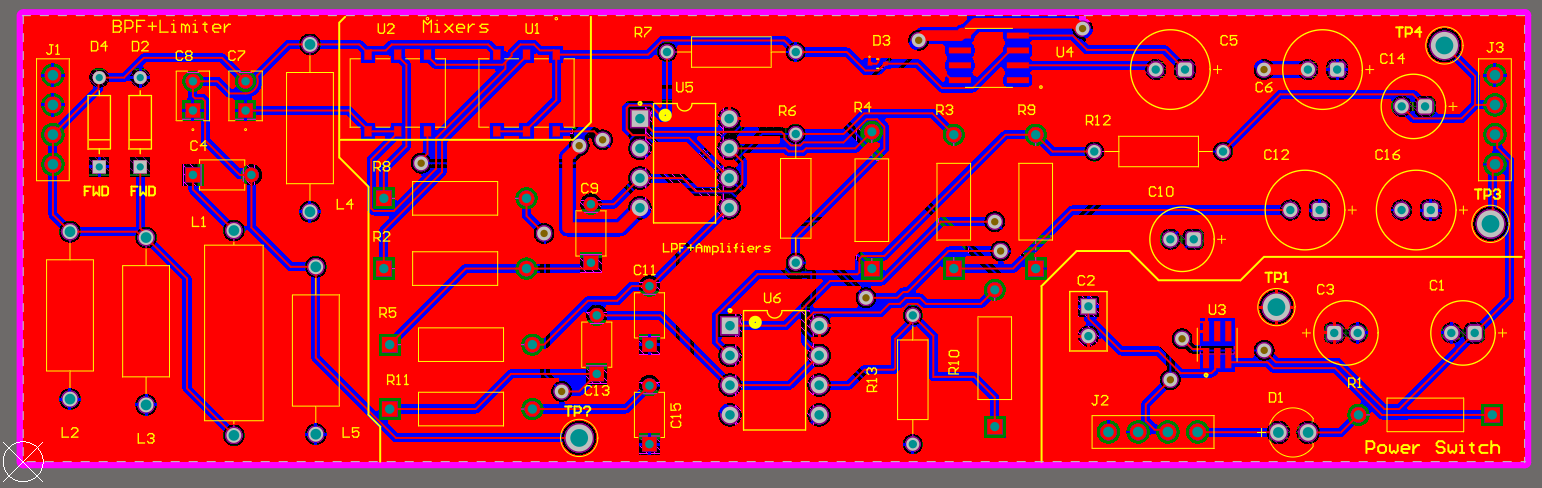 BPF+Limiter
Mixers
J1
D4
D2
C8
C7
U2
U1
R7
D3
U4
C5
C6
TP4
C14
J3
U5
R6
R4
R3
R9
R12
C4
FWD
FWD
R8
L4
C9
C12
C16
C10
TP3
L1
R2
LPF+Amplifiers
C11
U6
C2
TP1
U3
C3
C1
R5
R11
C13
R13
R10
R1
TP?
C15
J2
D1
L2
L3
L5
Power Switch